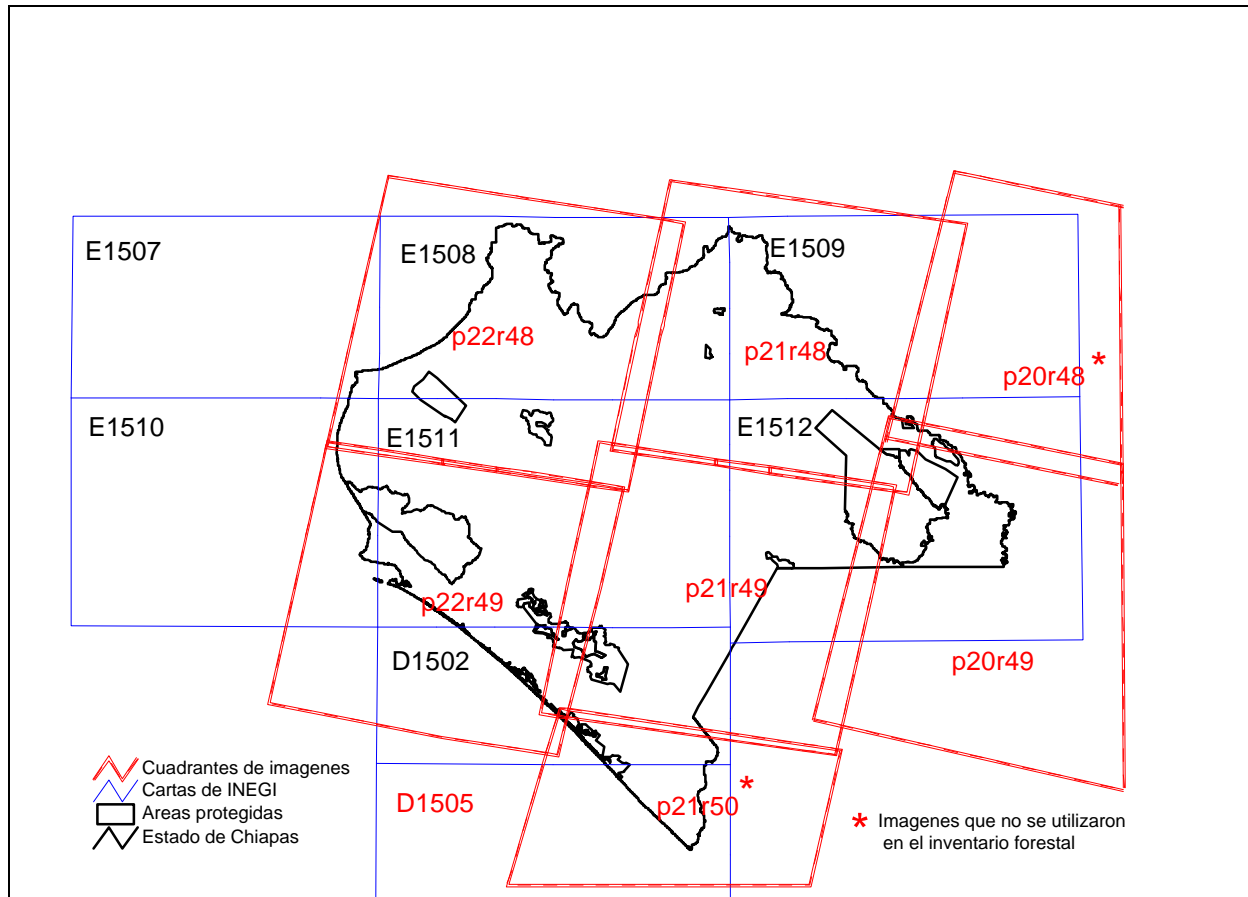 E1507
E1508
E1509
p22r48
p21r48
p20r48 *
E1510
E1511
E1512
p22r49
p21r49
D1502
p20r49
Cuadrantes de imagenes
Cartas de INEGI
Areas protegidas
Estado de Chiapas
D1505
p21r50 *
* Imagenes que no se utilizaron
en el inventario forestal